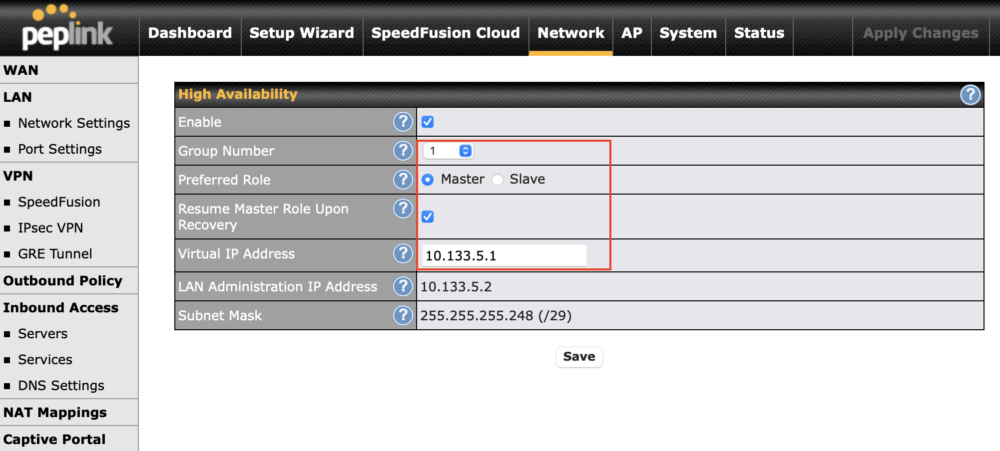 peplink
Dashboard Setup Wizard SpeedFusion Cloud Network AP System Status Apply Changes
WAN
LAN
Network Settings
Port Settings
VPN
SpeedFusion
IPsec VPN
GRE Tunnel
Outbound Policy
Inbound Access
Servers
Services
DNS Settings
NAT Mappings
Captive Portal
High Availability ?
Enable ?
Group Number ? 1
Preferred Role ? Master Slave
Resume Master Role Upon ?
Recovery
Virtual IP Address ? 10.133.5.1
LAN Administration IP Address ? 10.133.5.2
Subnet Mask ? 255.255.255.248 (/29)
Save